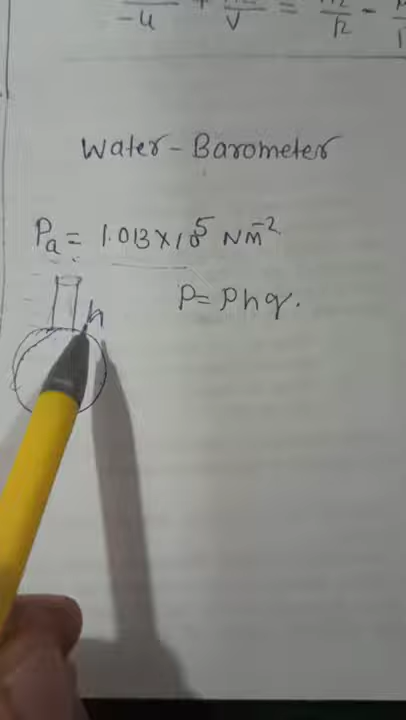 -u + V = R -
Water - Barometer
Pa = 1.013 × 10⁵ Nm⁻²
P = ρhg.
h